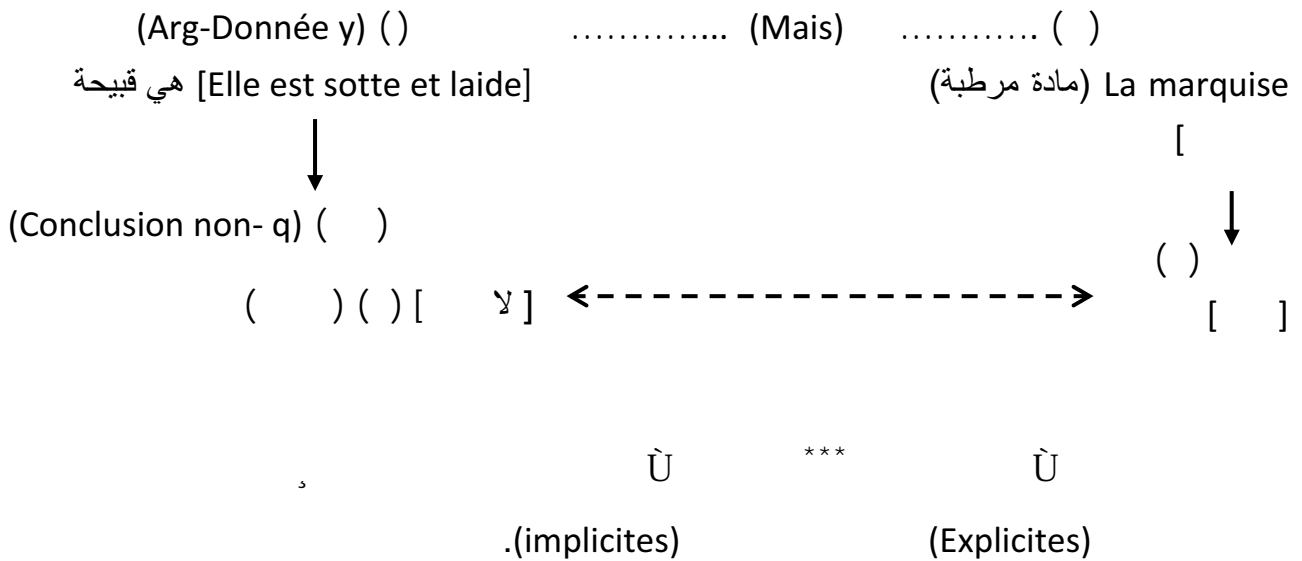 (Arg-Donnée y) ( ) ............... (Mais) ............. ( )
[Elle est sotte et laide] هي قبيحة
La marquise (مادة مرطبة)
[
(Conclusion non- q) ( )
( )
( ) ( ) [ لا ]
[ ]
Ù *** Ù
(implicites).
(Explicites)